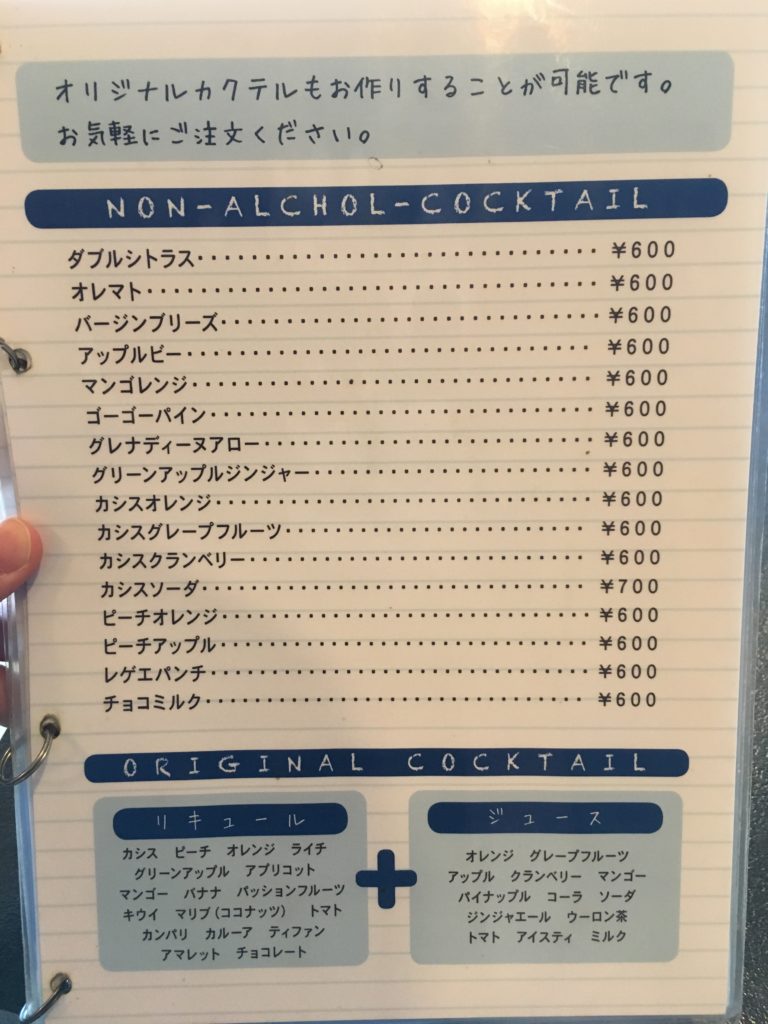 オリジナルカクテルもお作りすることが可能です。
お気軽にご注文ください。
NON-ALCHOL-COCKTAIL
ダブルシトラス・・・・・・・・・・・・・・・・・・・・・・・・・・・・・・¥600
オレマト・・・・・・・・・・・・・・・・・・・・・・・・・・・・・・¥600
バージンブリーズ・・・・・・・・・・・・・・・・・・・・・・・・・・・・・・¥600
アップルビー・・・・・・・・・・・・・・・・・・・・・・・・・・・・・・¥600
マンゴレンジ・・・・・・・・・・・・・・・・・・・・・・・・・・・・・・¥600
ゴーゴーパイン・・・・・・・・・・・・・・・・・・・・・・・・・・・・・・¥600
グレナディーヌアロー・・・・・・・・・・・・・・・・・・・・・・・・・・¥600
グリーンアップルジンジャー・・・・・・・・・・・・・・・・・・・・・・¥600
カシスオレンジ・・・・・・・・・・・・・・・・・・・・・・・・・・・・・・¥600
カシスグレープフルーツ・・・・・・・・・・・・・・・・・・・・・・・・¥600
カシスクランベリー・・・・・・・・・・・・・・・・・・・・・・・・・・・・¥600
カシスソーダ・・・・・・・・・・・・・・・・・・・・・・・・・・・・・・¥700
ピーチオレンジ・・・・・・・・・・・・・・・・・・・・・・・・・・・・・・¥600
ピーチアップル・・・・・・・・・・・・・・・・・・・・・・・・・・・・・・¥600
レゲエパンチ・・・・・・・・・・・・・・・・・・・・・・・・・・・・・・¥600
チョコミルク・・・・・・・・・・・・・・・・・・・・・・・・・・・・・・¥600
ORIGINAL COCKTAIL
リキュール
カシス ピーチ オレンジ ライチ
グリーンアップル アプリコット
マンゴー バナナ パッションフルーツ
キウイ マリブ(ココナッツ) トマト
カンパリ カルーア ティファン
アマレット チョコレート
+
ジュース
オレンジ グレープフルーツ
アップル クランベリー マンゴー
パイナップル コーラ ソーダ
ジンジャエール ウーロン茶
トマト アイスティ ミルク